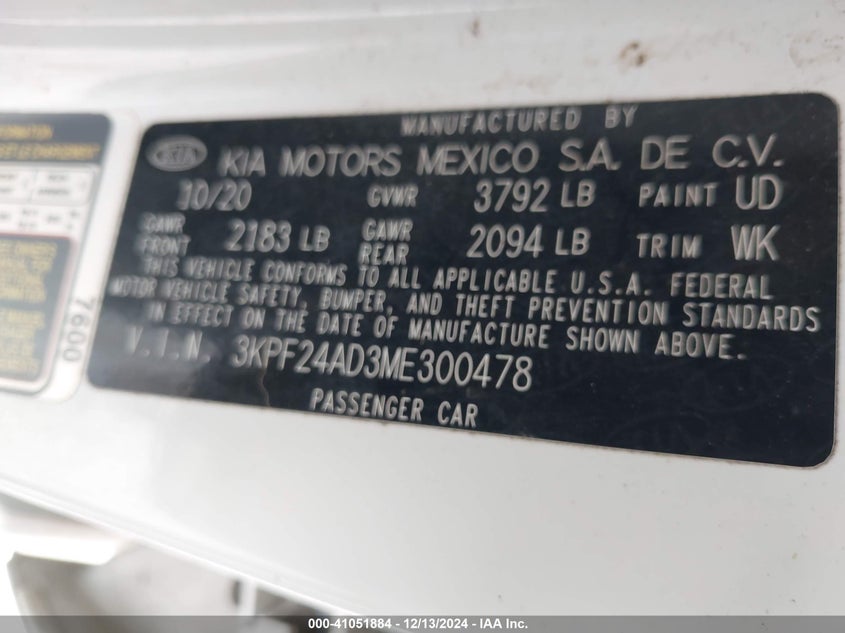 MANUFACTURED BY
KIA KIA MOTORS MEXICO S.A. DE C.V.
10/20 GVWR 3792 LB PAINT UD
GAWR FRONT 2183 LB GAWR REAR 2094 LB TRIM WK
THIS VEHICLE CONFORMS TO ALL APPLICABLE U.S.A. FEDERAL
MOTOR VEHICLE SAFETY, BUMPER, AND THEFT PREVENTION STANDARDS
IN EFFECT ON THE DATE OF MANUFACTURE SHOWN ABOVE.
V.I.N. 3KPF24AD3ME300478
PASSENGER CAR
7600
000-41051884 - 12/13/2024 - IAA Inc.